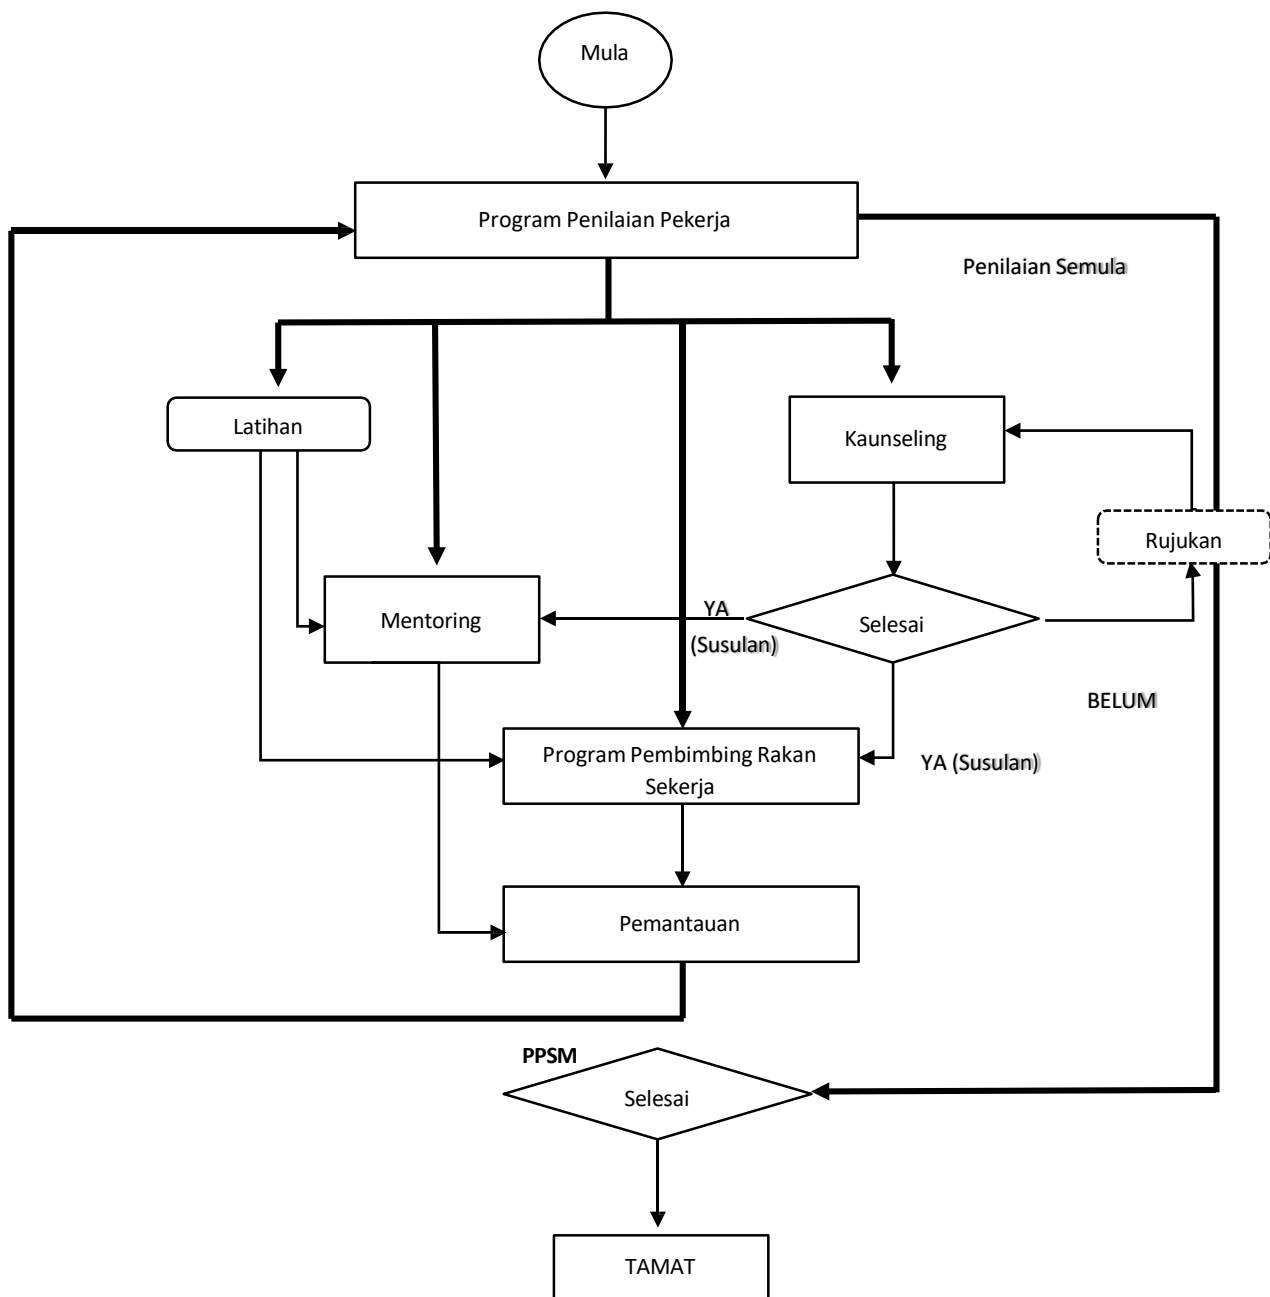 Mula
Program Penilaian Pekerja
Penilaian Semula
Latihan
Kaunseling
Rujukan
Mentoring
YA
(Susulan)
Selesai
BELUM
Program Pembimbing Rakan
Sekerja
YA (Susulan)
Pemantauan
PPSM
Selesai
TAMAT